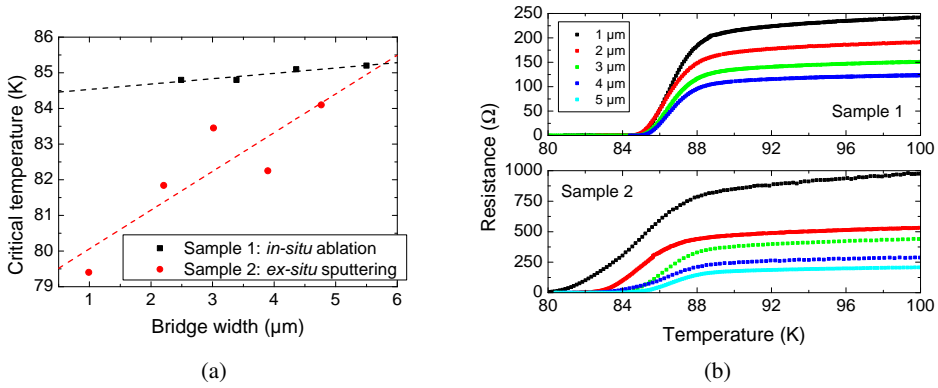 86
85
84
82
81
80
79
Critical temperature (K)
Sample 1: in-situ ablation
Sample 2: ex-situ sputtering
1 2 3 4 5 6
Bridge width (µm)
(a)
250
200
150
100
50
0
1 µm
2 µm
3 µm
4 µm
5 µm
Sample 1
80 84 88 92 96 100
1000
750
500
250
0
Sample 2
80 84 88 92 96 100
Resistance (Ω)
Temperature (K)
(b)